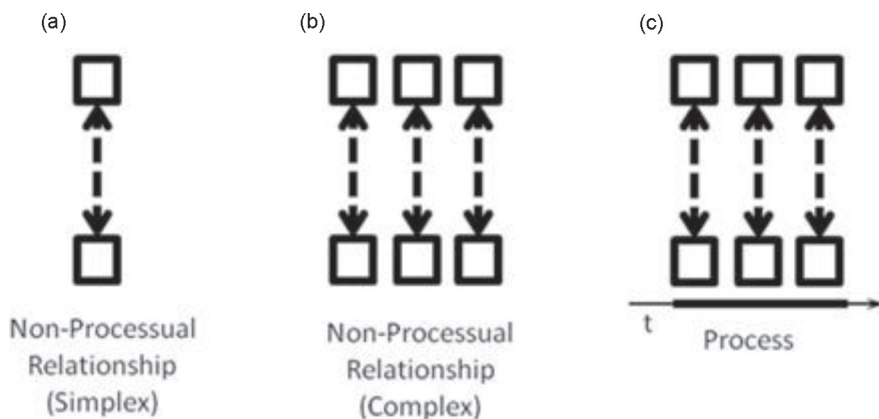 (a)
(b)
(c)
Non-Processual
Relationship
(Simplex)
Non-Processual
Relationship
(Complex)
t
Process